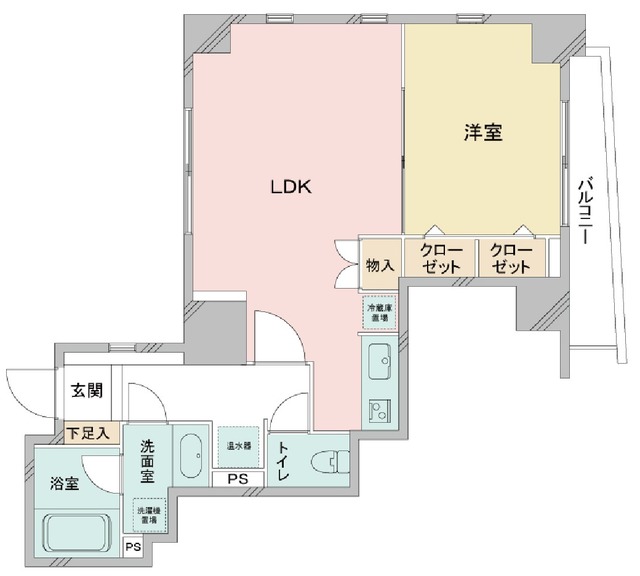 洋室
LDK
バルコニー
物入
クロー
ゼット
クロー
ゼット
冷蔵庫
置場
玄関
下足入
洗面室
温水器
トイレ
PS
浴室
洗濯機
置場
PS